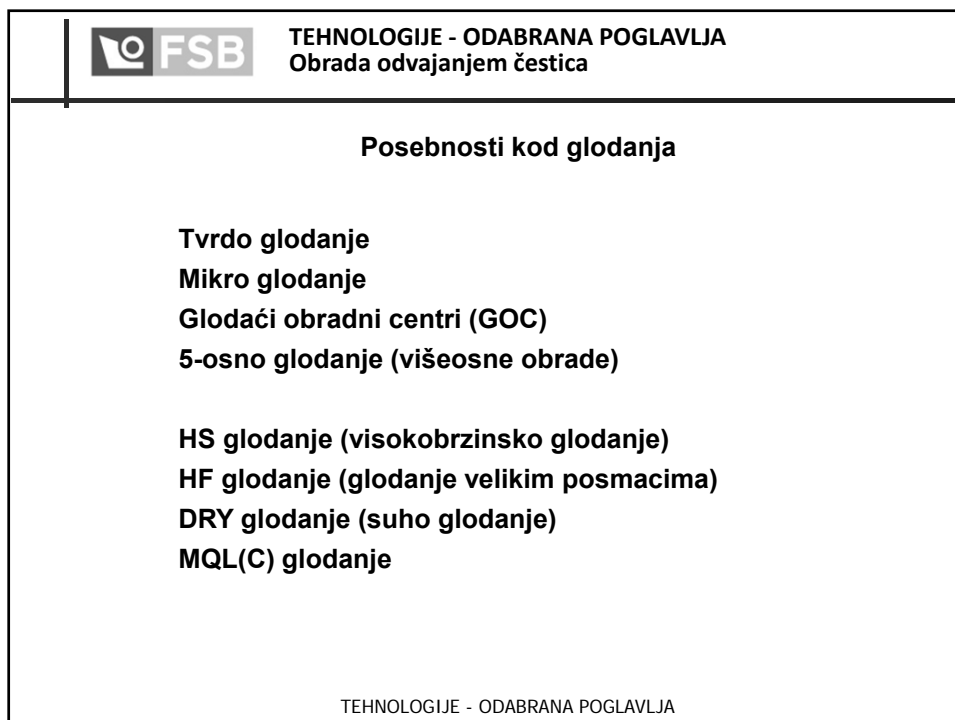 FSB
TEHNOLOGIJE - ODABRANA POGLAVLJA
Obrada odvajanjem čestica
Posebnosti kod glodanja
Tvrdo glodanje
Mikro glodanje
Glodaći obradni centri (GOC)
5-osno glodanje (višeosne obrade)
HS glodanje (visokobrzinsko glodanje)
HF glodanje (glodanje velikim posmacima)
DRY glodanje (suho glodanje)
MQL(C) glodanje
TEHNOLOGIJE - ODABRANA POGLAVLJA